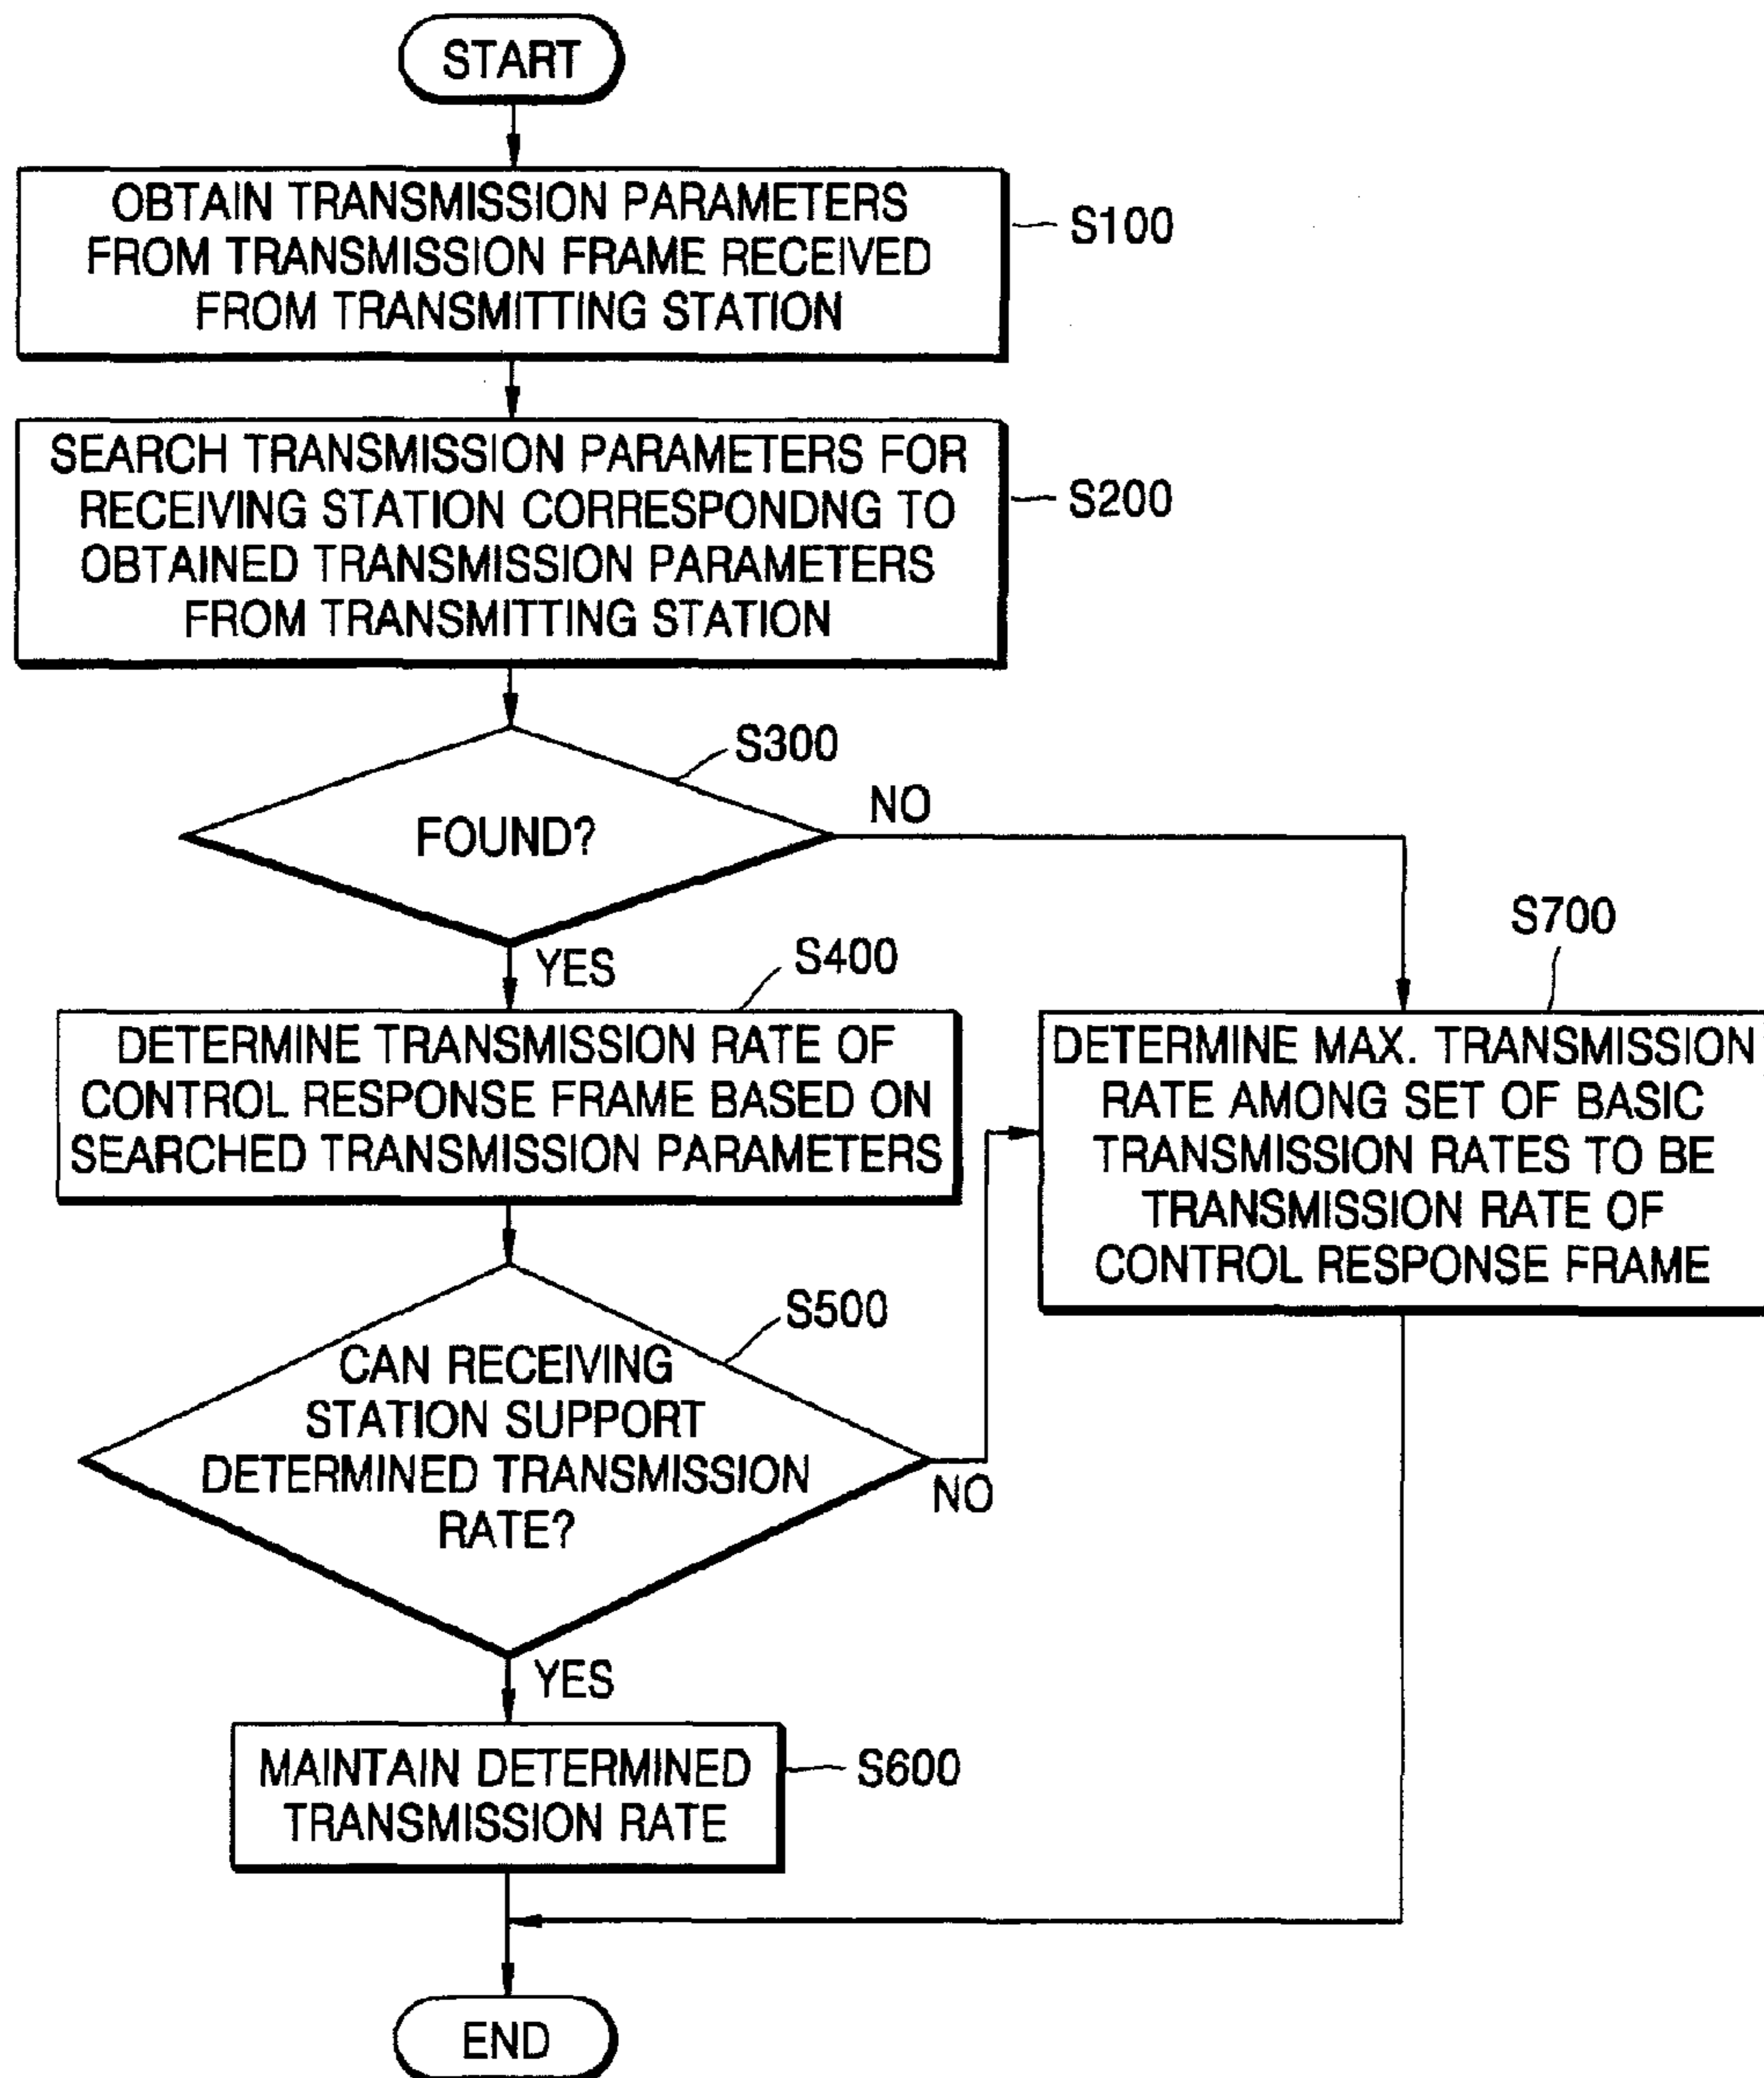 START
OBTAIN TRANSMISSION PARAMETERS
FROM TRANSMISSION FRAME RECEIVED
FROM TRANSMITTING STATION
S100
SEARCH TRANSMISSION PARAMETERS FOR
RECEIVING STATION CORRESPONDNG TO
OBTAINED TRANSMISSION PARAMETERS
FROM TRANSMITTING STATION
S200
S300
FOUND?
NO
YES
S400
DETERMINE TRANSMISSION RATE OF
CONTROL RESPONSE FRAME BASED ON
SEARCHED TRANSMISSION PARAMETERS
S700
DETERMINE MAX. TRANSMISSION
RATE AMONG SET OF BASIC
TRANSMISSION RATES TO BE
TRANSMISSION RATE OF
CONTROL RESPONSE FRAME
S500
CAN RECEIVING
STATION SUPPORT
DETERMINED TRANSMISSION
RATE?
NO
YES
MAINTAIN DETERMINED
TRANSMISSION RATE
S600
END